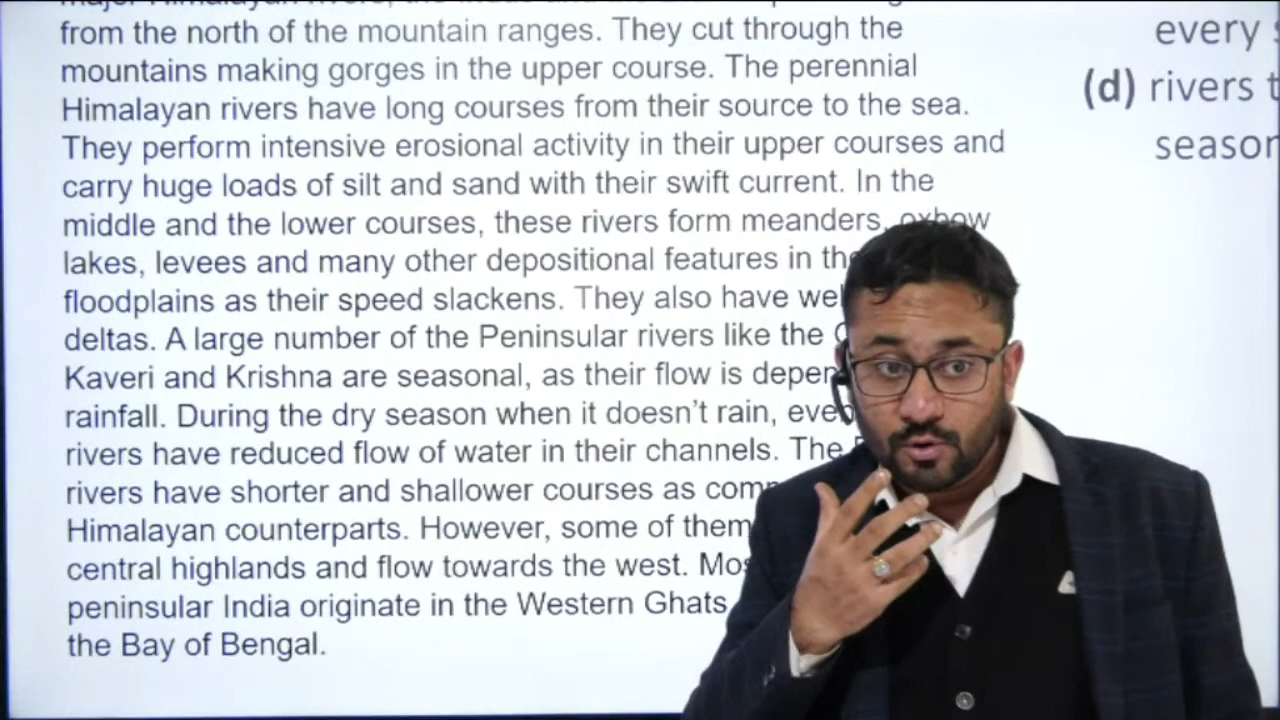 from the north of the mountain ranges. They cut through the
mountains making gorges in the upper course. The perennial
Himalayan rivers have long courses from their source to the sea.
They perform intensive erosional activity in their upper courses and
carry huge loads of silt and sand with their swift current. In the
middle and the lower courses, these rivers form meanders, oxbow
lakes, levees and many other depositional features in
floodplains as their speed slackens. They also have
deltas. A large number of the Peninsular rivers like the
Kaveri and Krishna are seasonal, as their flow is
rainfall. During the dry season when it doesn’t rain,
rivers have reduced flow of water in their channels. The
rivers have shorter and shallower courses as
Himalayan counterparts. However, some of them
central highlands and flow towards the west.
peninsular India originate in the Western Ghats
the Bay of Bengal.
every
(d) rivers